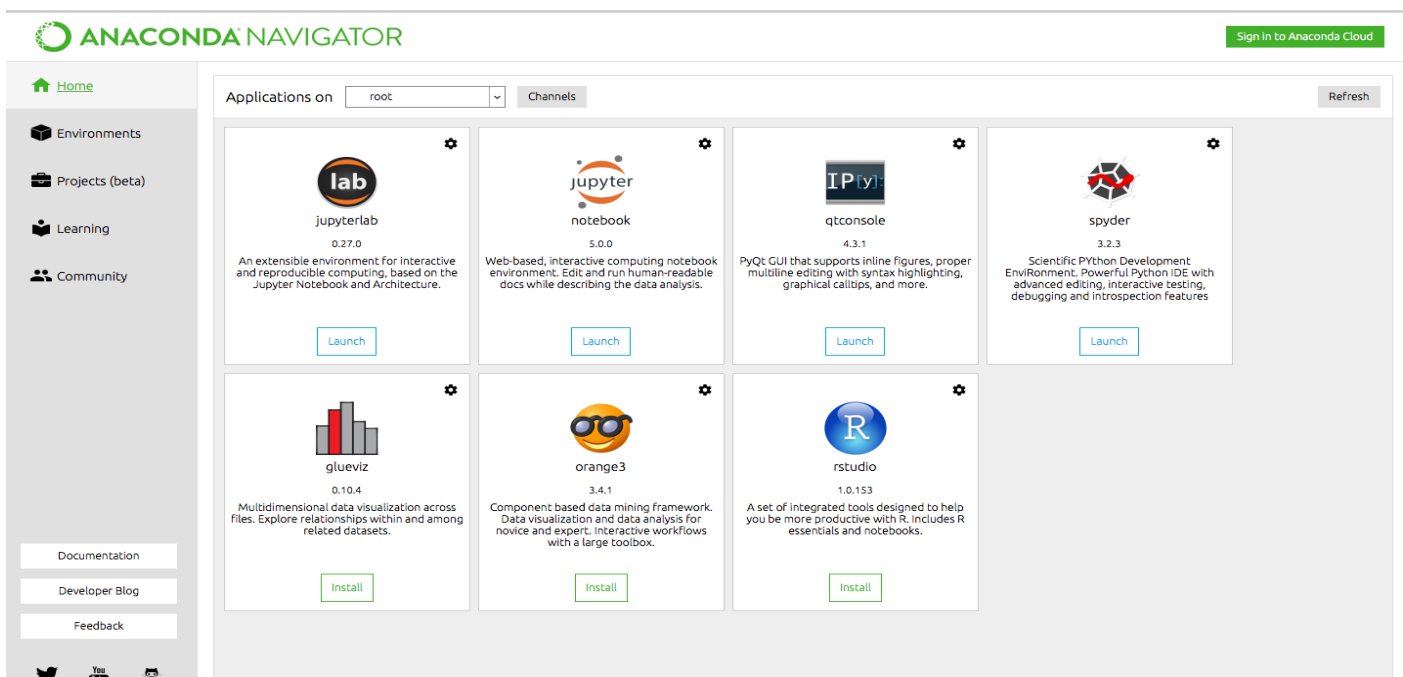 ANACONDA NAVIGATOR
Sign in to Anaconda Cloud
Home
Environments
Projects (beta)
Learning
Community
Documentation
Developer Blog
Feedback
You
Applications on root Channels Refresh
lab
jupyterlab
0.27.0
An extensible environment for interactive
and reproducible computing, based on the
Jupyter Notebook and Architecture.
Launch
jupyter
notebook
5.0.0
Web-based, interactive computing notebook
environment. Edit and run human-readable
docs while describing the data analysis.
Launch
IP[y]:
qtconsole
4.3.1
PyQt GUI that supports inline figures, proper
multiline editing with syntax highlighting,
graphical calltips, and more.
Launch
spyder
3.2.3
Scientific PYthon Development
EnviRonment. Powerful Python IDE with
advanced editing, interactive testing,
debugging and introspection features
Launch
glueviz
0.10.4
Multidimensional data visualization across
files. Explore relationships within and among
related datasets.
Install
orange3
3.4.1
Component based data mining framework.
Data visualization and data analysis for
novice and expert. Interactive workflows
with a large toolbox.
Install
R
rstudio
1.0.153
A set of integrated tools designed to help
you be more productive with R. Includes R
essentials and notebooks.
Install